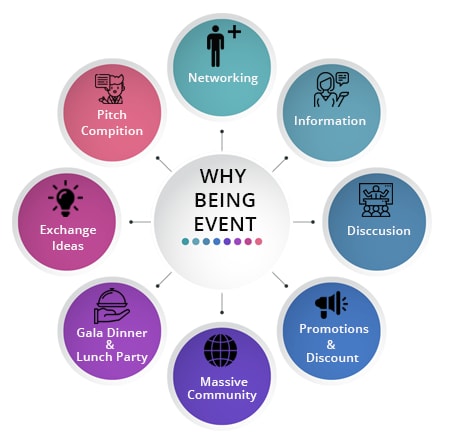 WHY
BEING
EVENT
Networking
Information
Disccusion
Promotions
&
Discount
Massive
Community
Gala Dinner
&
Lunch Party
Exchange
Ideas
Pitch
Compition